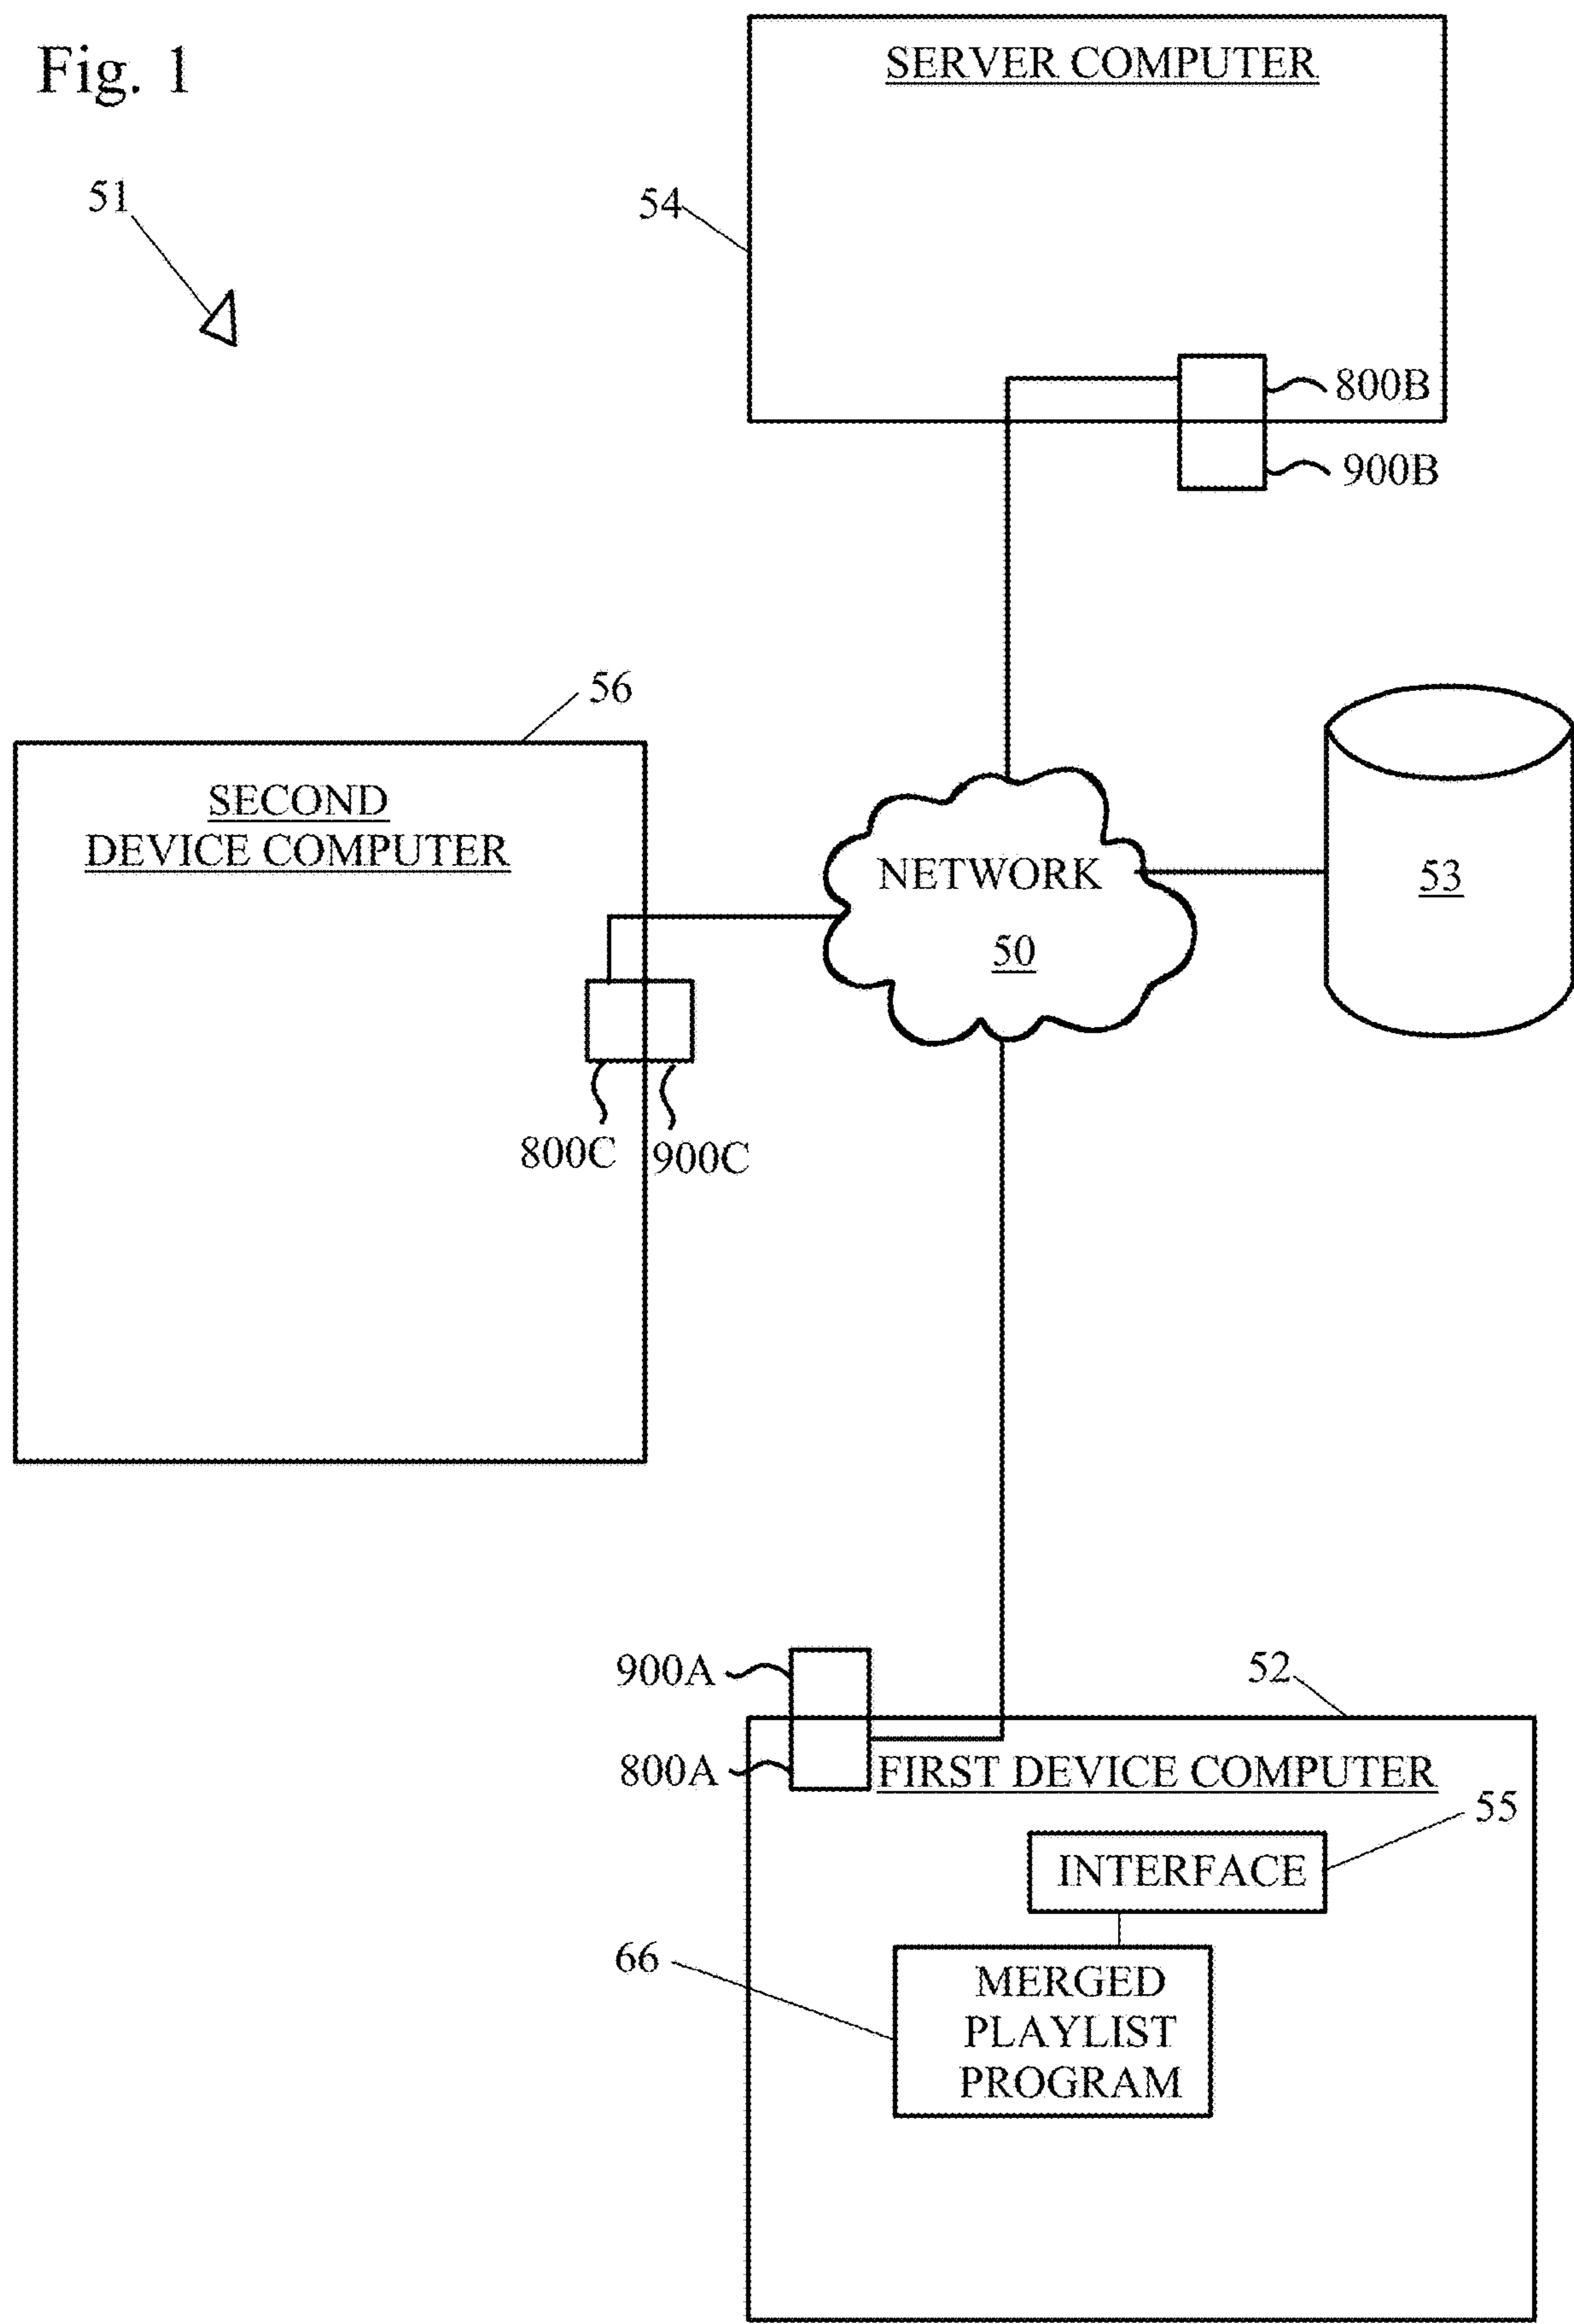 Fig. 1
SERVER COMPUTER
51
54
800B
900B
56
SECOND
DEVICE COMPUTER
NETWORK
50
53
800C
900C
900A
52
800A
FIRST DEVICE COMPUTER
55
INTERFACE
66
MERGED
PLAYLIST
PROGRAM